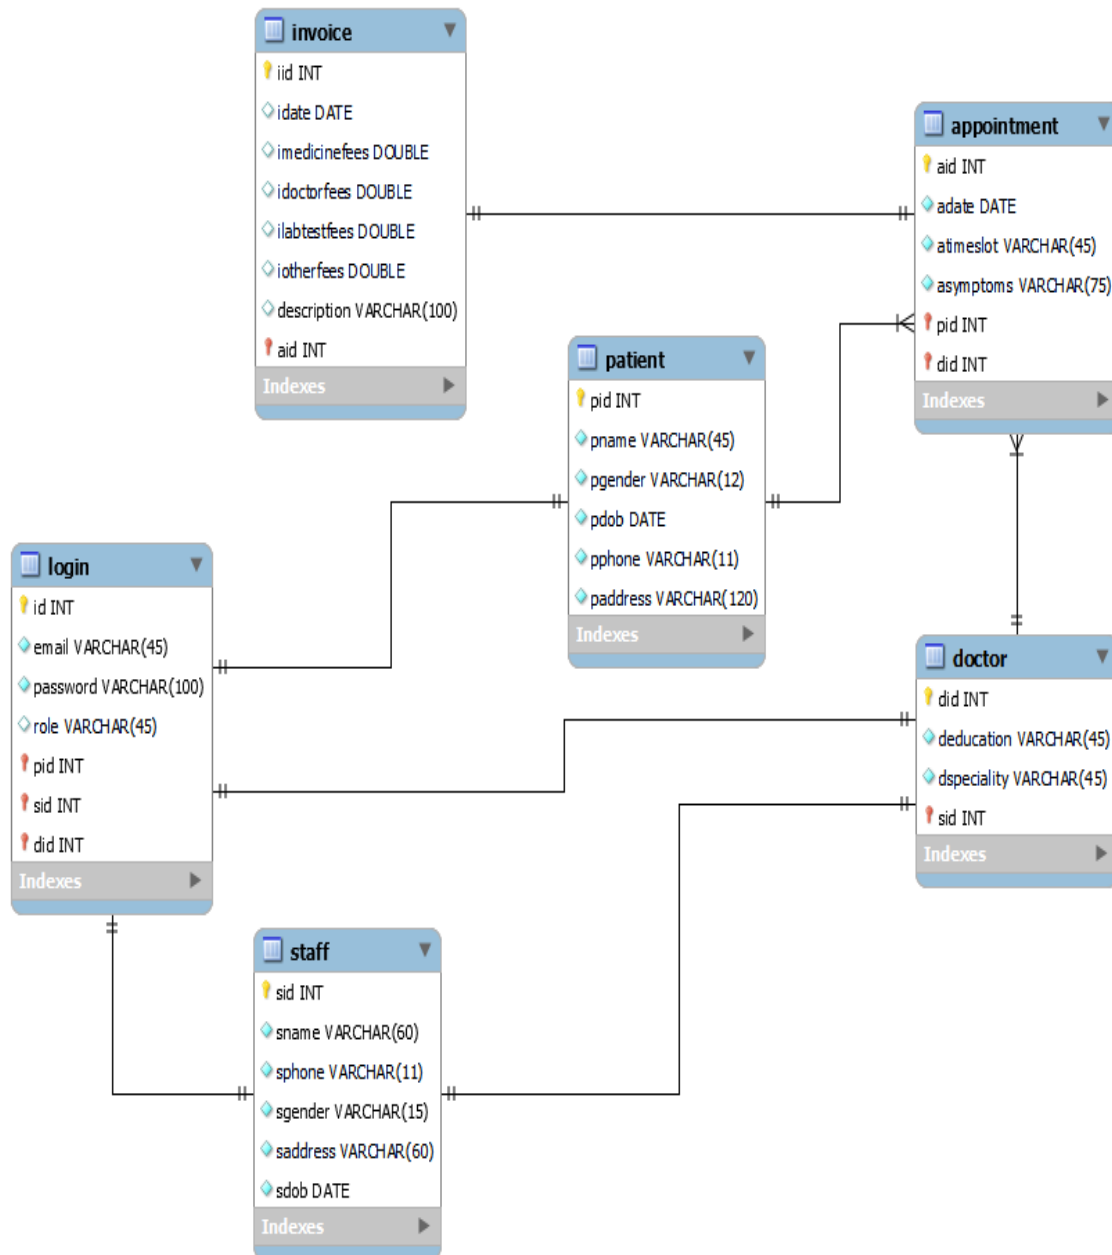 invoice
iid INT
idate DATE
imedicinefees DOUBLE
idoctorfees DOUBLE
ilabtestfees DOUBLE
iotherfees DOUBLE
description VARCHAR(100)
aid INT
Indexes
appointment
aid INT
adate DATE
atimeslot VARCHAR(45)
asymptoms VARCHAR(75)
pid INT
did INT
Indexes
patient
pid INT
pname VARCHAR(45)
pgender VARCHAR(12)
pdob DATE
pphone VARCHAR(11)
paddress VARCHAR(120)
Indexes
login
id INT
email VARCHAR(45)
password VARCHAR(100)
role VARCHAR(45)
pid INT
sid INT
did INT
Indexes
doctor
did INT
deducation VARCHAR(45)
dspeciality VARCHAR(45)
sid INT
Indexes
staff
sid INT
sname VARCHAR(60)
sphone VARCHAR(11)
sgender VARCHAR(15)
saddress VARCHAR(60)
sdob DATE
Indexes